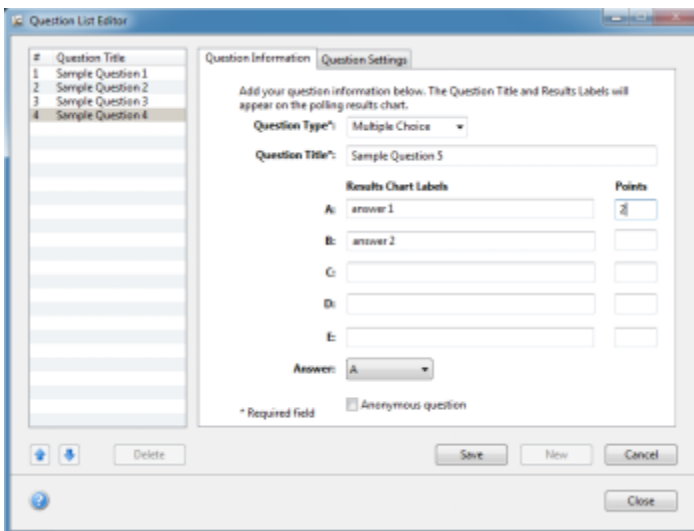 Question List Editor
# Question Title
1 Sample Question 1
2 Sample Question 2
3 Sample Question 3
4 Sample Question 4
Question Information Question Settings
Add your question information below. The Question Title and Results Labels will
appear on the polling results chart.
Question Type*: Multiple Choice
Question Title*: Sample Question 5
Results Chart Labels Points
A: answer 1 2
B: answer 2
C:
D:
E:
Answer: A
Anonymous question
* Required field
Delete Save New Cancel
? Close